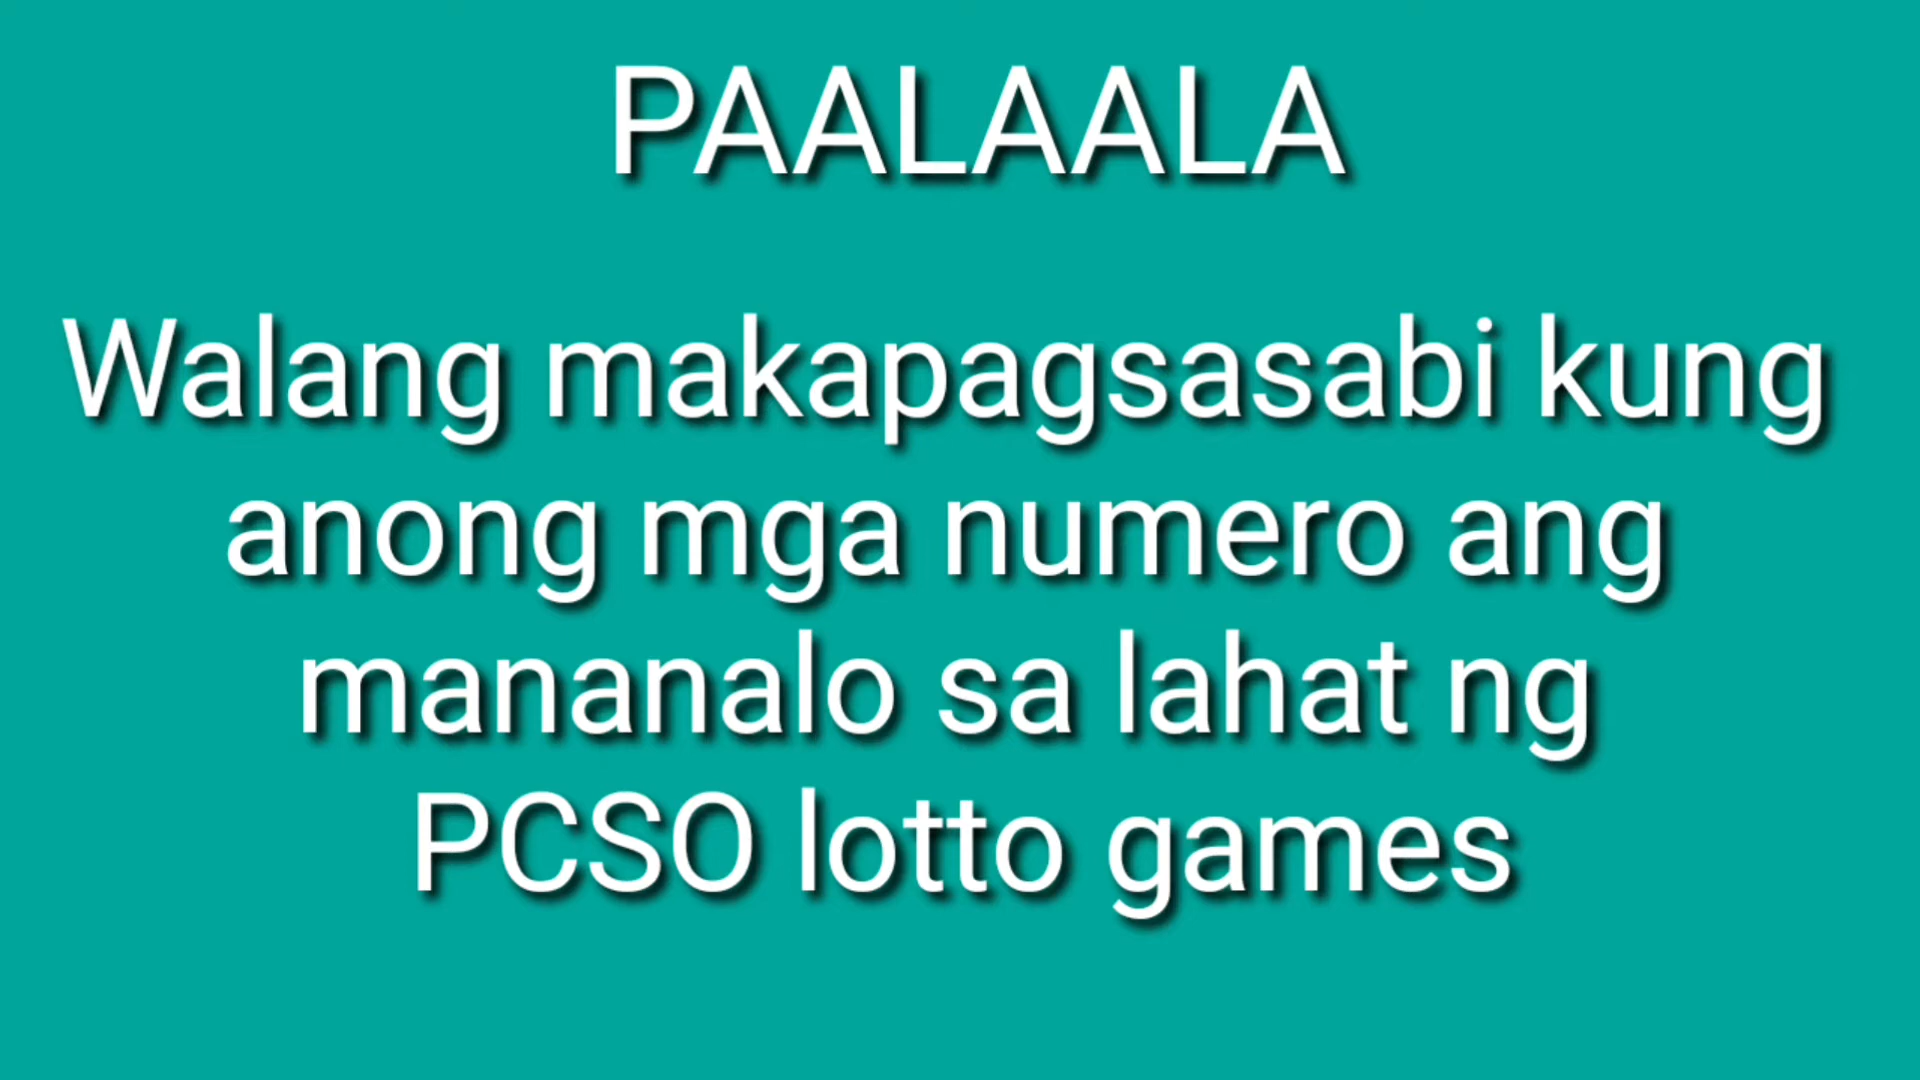 PAALAALA
Walang makapagsasabi kung
anong mga numero ang
mananalo sa lahat ng
PCSO lotto games